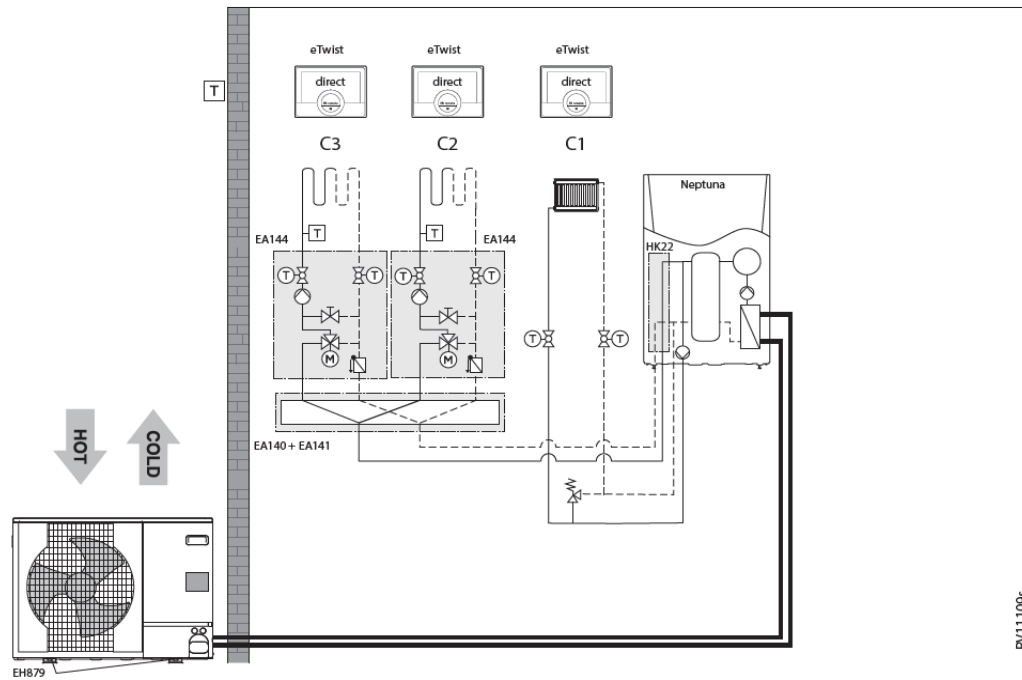 eTwist eTwist eTwist
direct direct direct
T
C3 C2 C1
Neptuna
T T
EA144 EA144
HK22
T T T T
T T
M M
EA140 + EA141
HOT COLD
EH879